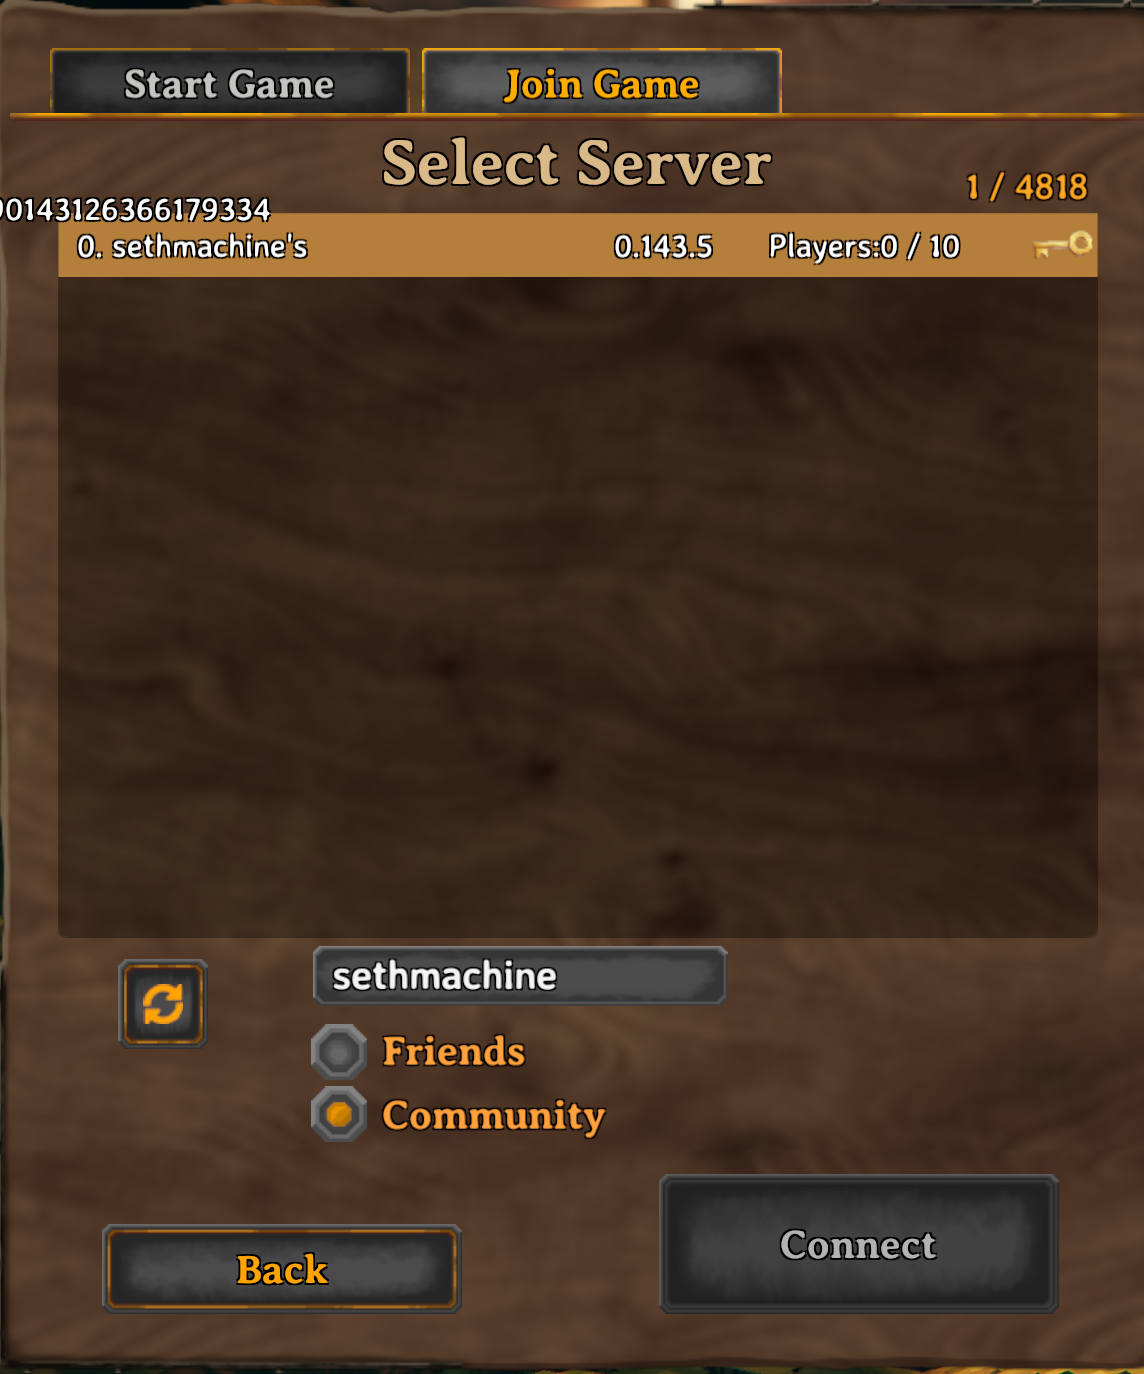 Start Game
Join Game
Select Server
1 / 4818
90143126366179334
0. sethmachine's 0.143.5 Players:0 / 10
sethmachine
Friends
Community
Back
Connect